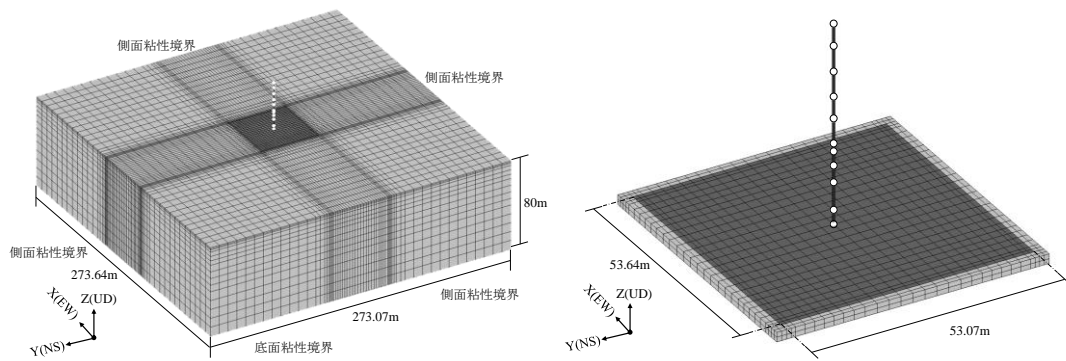 側面粘性境界
側面粘性境界
80m
側面粘性境界
273.64m
側面粘性境界
273.07m
底面粘性境界
X(EW)
Z(UD)
Y(NS)
53.64m
53.07m
X(EW)
Z(UD)
Y(NS)